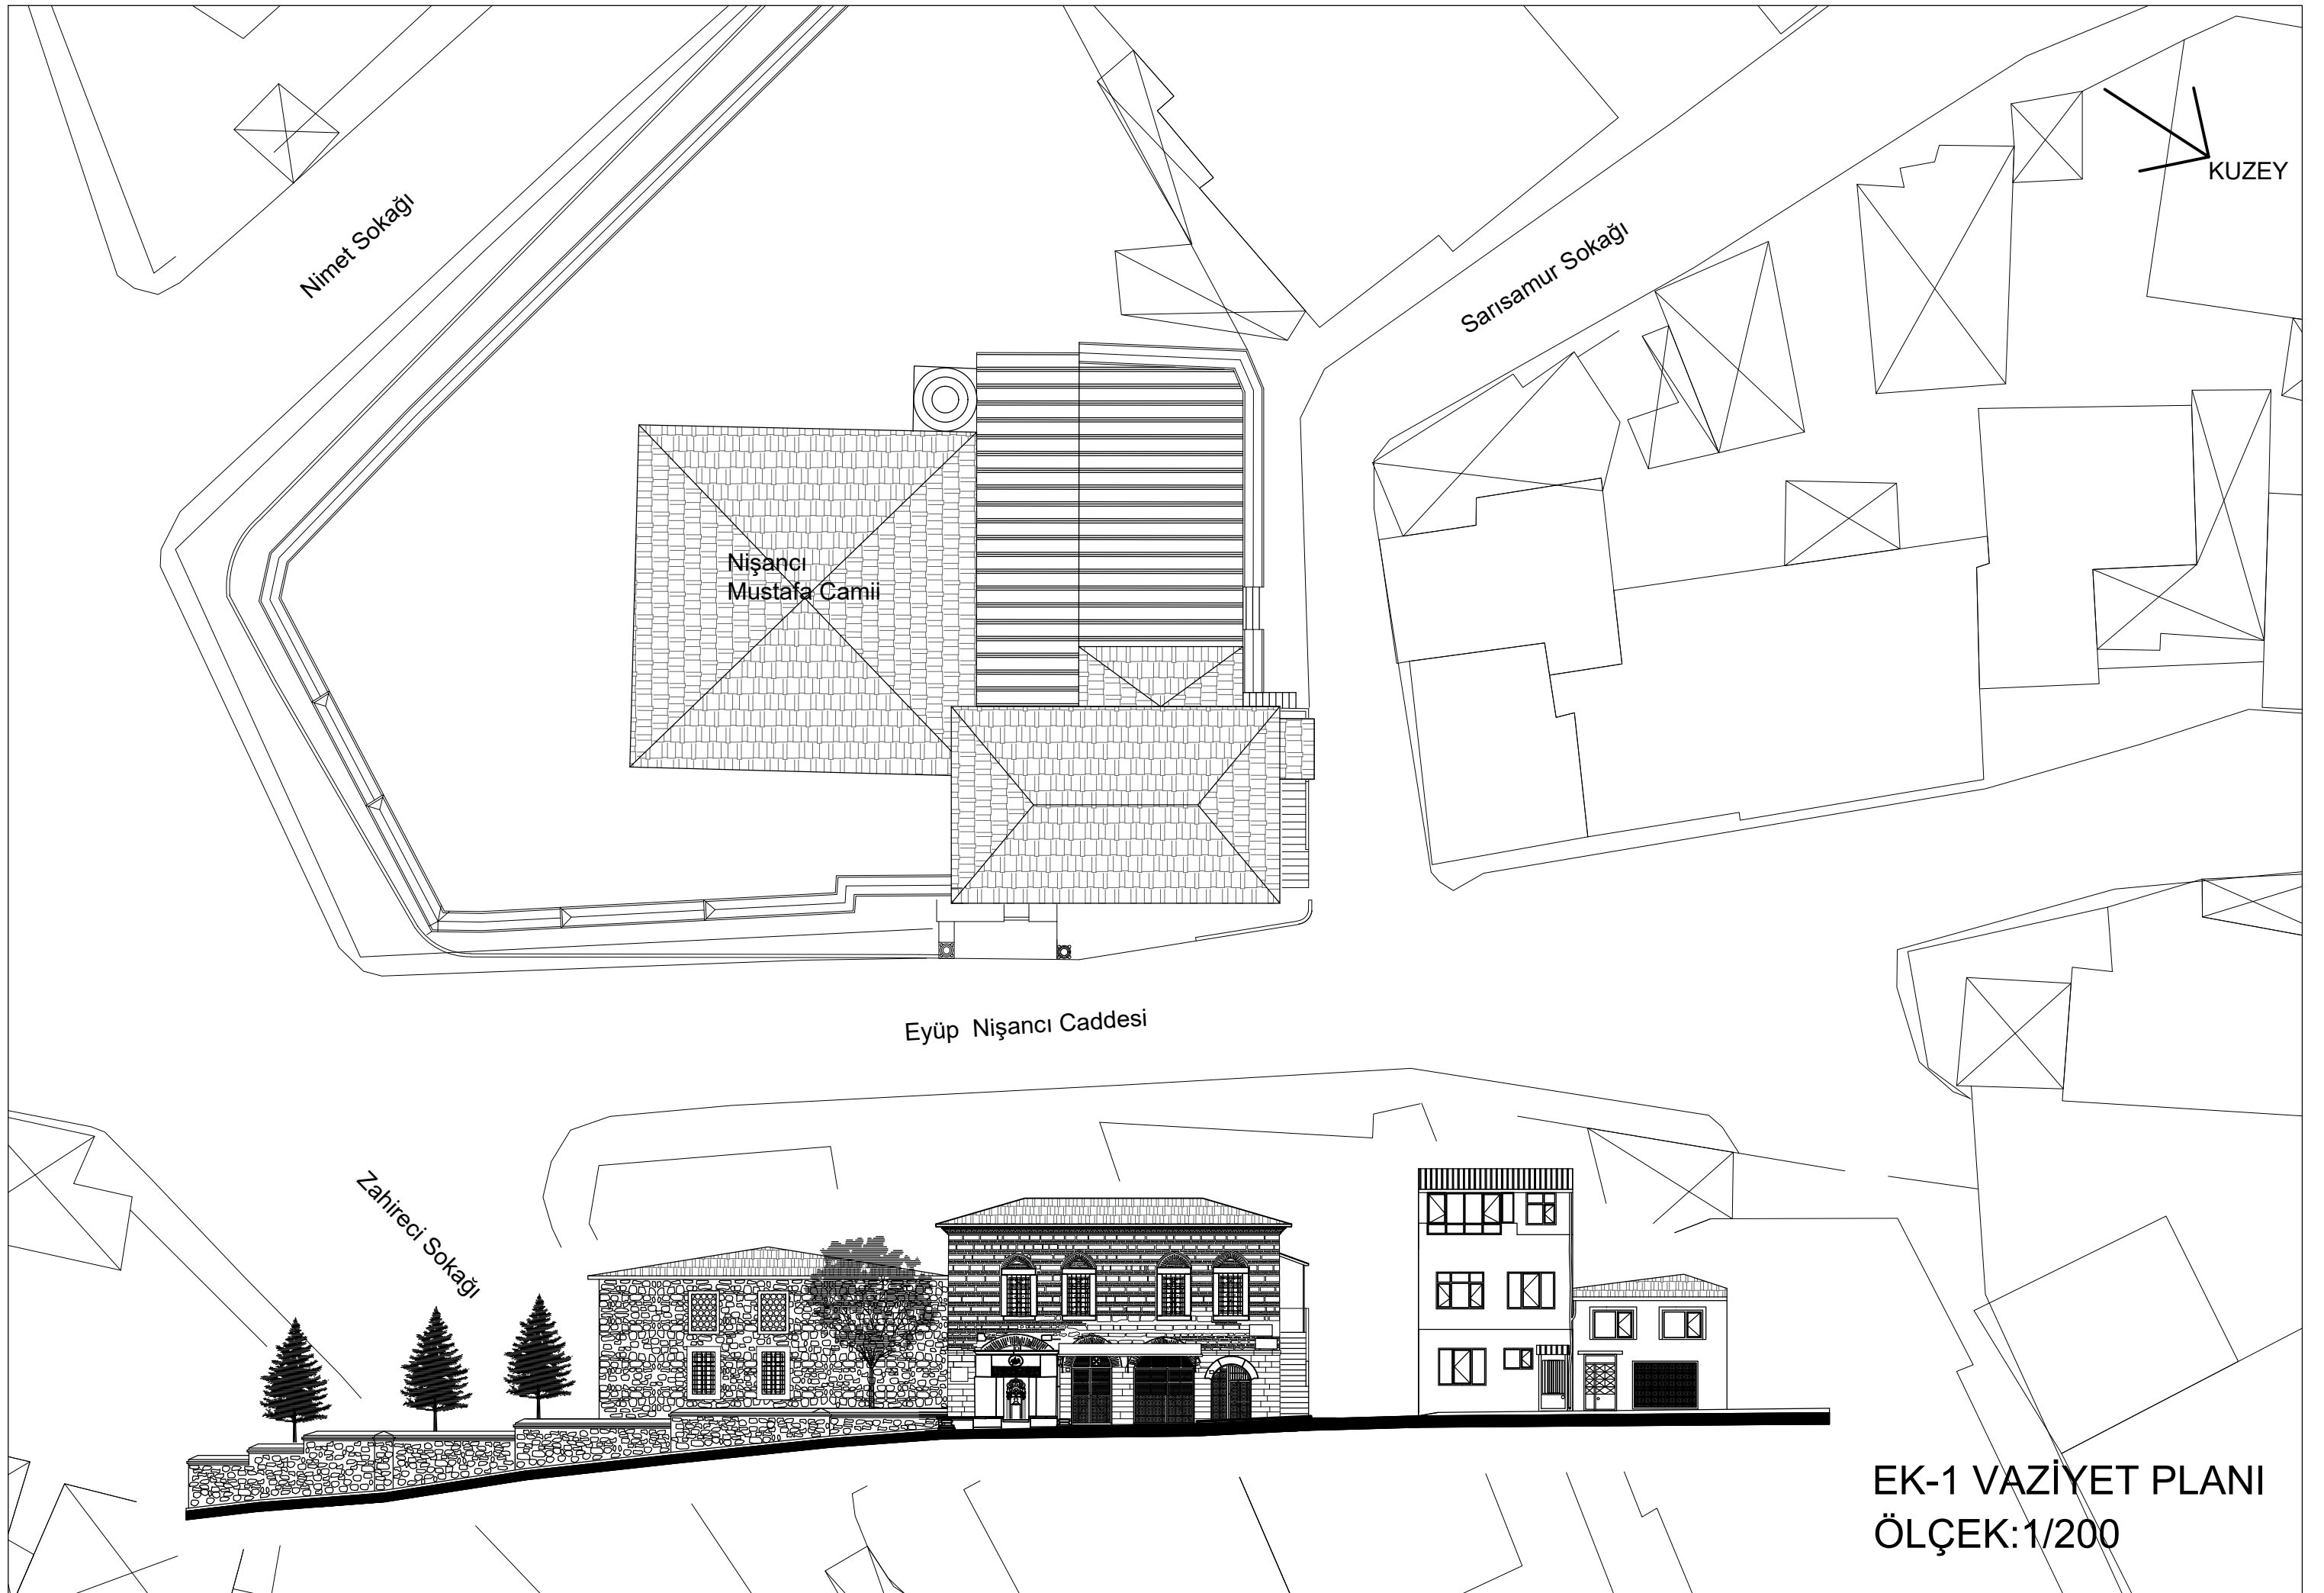 KUZEY
Nimet Sokağı
Sarısamur Sokağı
Nişancı
Mustafa Camii
Eyüp Nişancı Caddesi
Zahireci Sokağı
EK-1 VAZİYET PLANI
ÖLÇEK:1/200